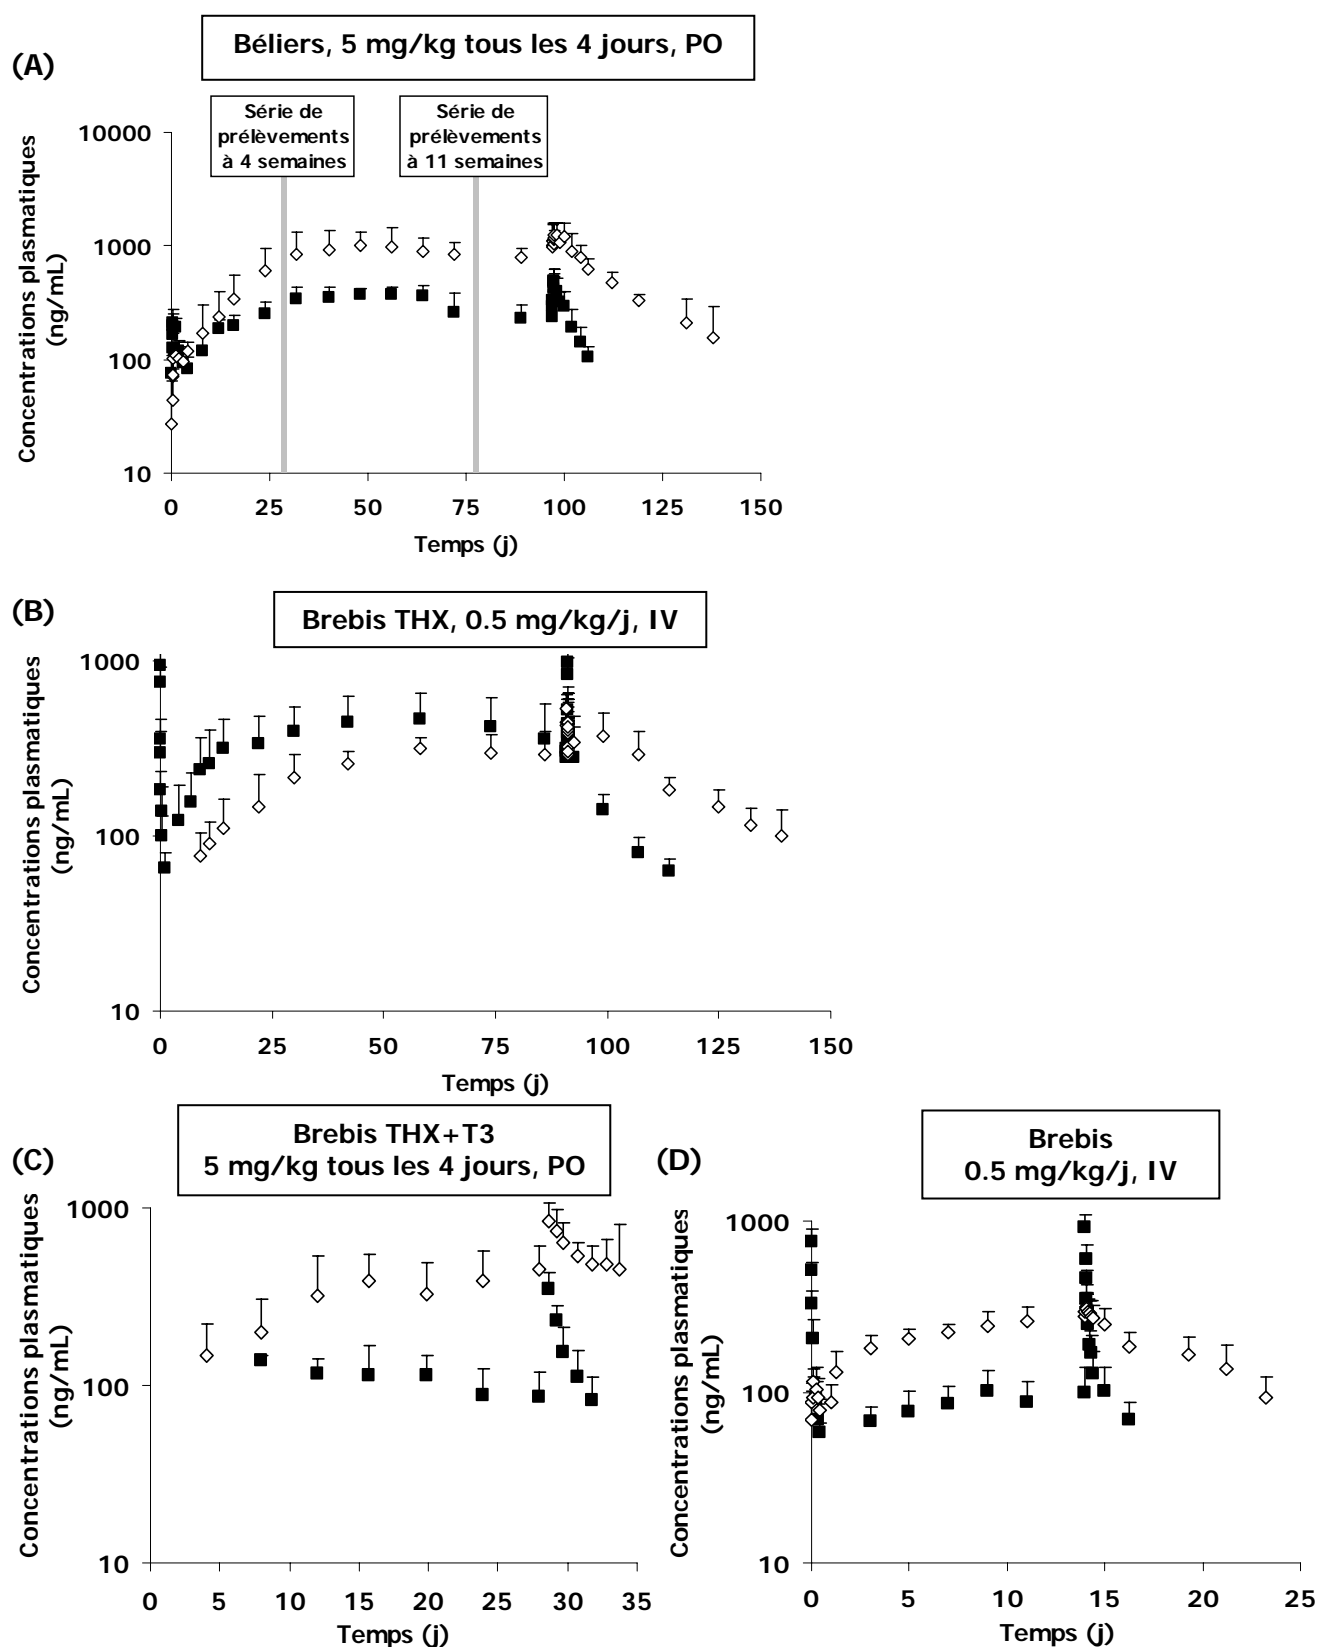 (A)
Béliers, 5 mg/kg tous les 4 jours, PO
Série de
prélèvements
à 4 semaines
Série de
prélèvements
à 11 semaines
Concentrations plasmatiques
(ng/mL)
10000
1000
100
10
0 25 50 75 100 125 150
Temps (j)
(B)
Brebis THX, 0.5 mg/kg/j, IV
Concentrations plasmatiques
(ng/mL)
1000
100
10
0 25 50 75 100 125 150
Temps (j)
(C)
Brebis THX+T3
5 mg/kg tous les 4 jours, PO
Concentrations plasmatiques
(ng/mL)
1000
100
10
0 5 10 15 20 25 30 35
Temps (j)
(D)
Brebis
0.5 mg/kg/j, IV
Concentrations plasmatiques
(ng/mL)
1000
100
10
0 5 10 15 20 25
Temps (j)